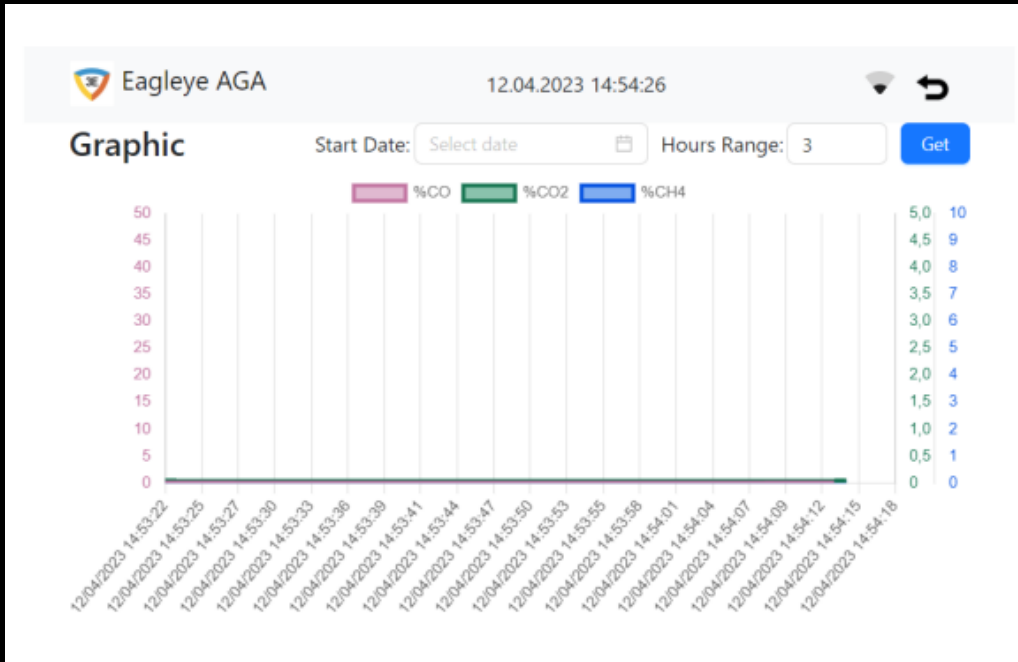 Eagleye AGA 12.04.2023 14:54:26
Graphic Start Date: Select date Hours Range: 3 Get
%CO %CO2 %CH4
50 5,0 10
45 4,5 9
40 4,0 8
35 3,5 7
30 3,0 6
25 2,5 5
20 2,0 4
15 1,5 3
10 1,0 2
5 0,5 1
0 0 0
12/04/2023 14:53:22
12/04/2023 14:53:25
12/04/2023 14:53:27
12/04/2023 14:53:30
12/04/2023 14:53:33
12/04/2023 14:53:36
12/04/2023 14:53:39
12/04/2023 14:53:41
12/04/2023 14:53:44
12/04/2023 14:53:47
12/04/2023 14:53:50
12/04/2023 14:53:53
12/04/2023 14:53:55
12/04/2023 14:53:58
12/04/2023 14:54:01
12/04/2023 14:54:04
12/04/2023 14:54:07
12/04/2023 14:54:09
12/04/2023 14:54:12
12/04/2023 14:54:15
12/04/2023 14:54:18